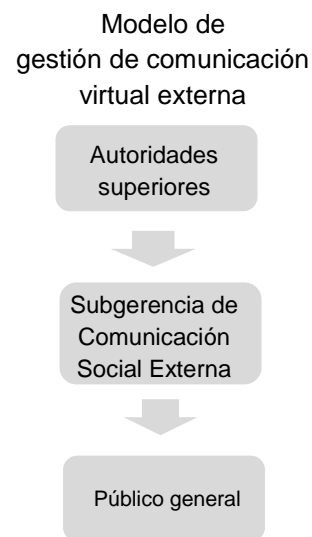 Modelo de
gestión de comunicación
virtual externa
Autoridades
superiores
Subgerencia de
Comunicación
Social Externa
Público general